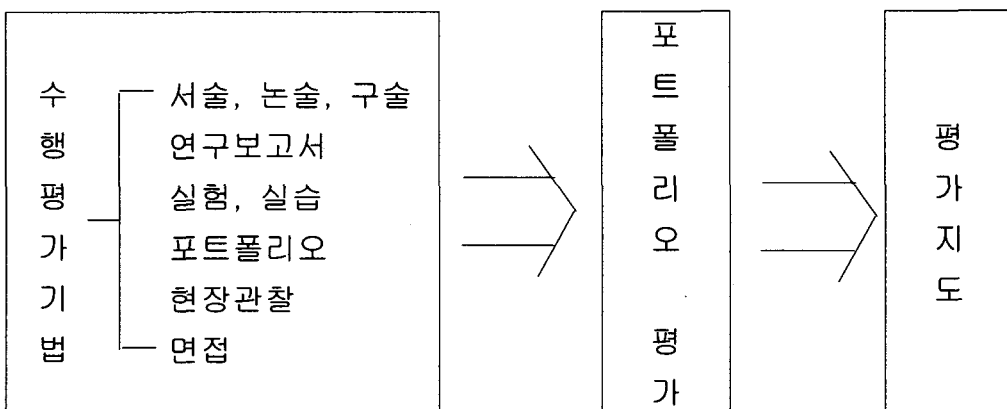 수행평가기법
서술, 논술, 구술
연구보고서
실험, 실습
포트폴리오
현장관찰
면접
포트폴리오 평가
평가지도